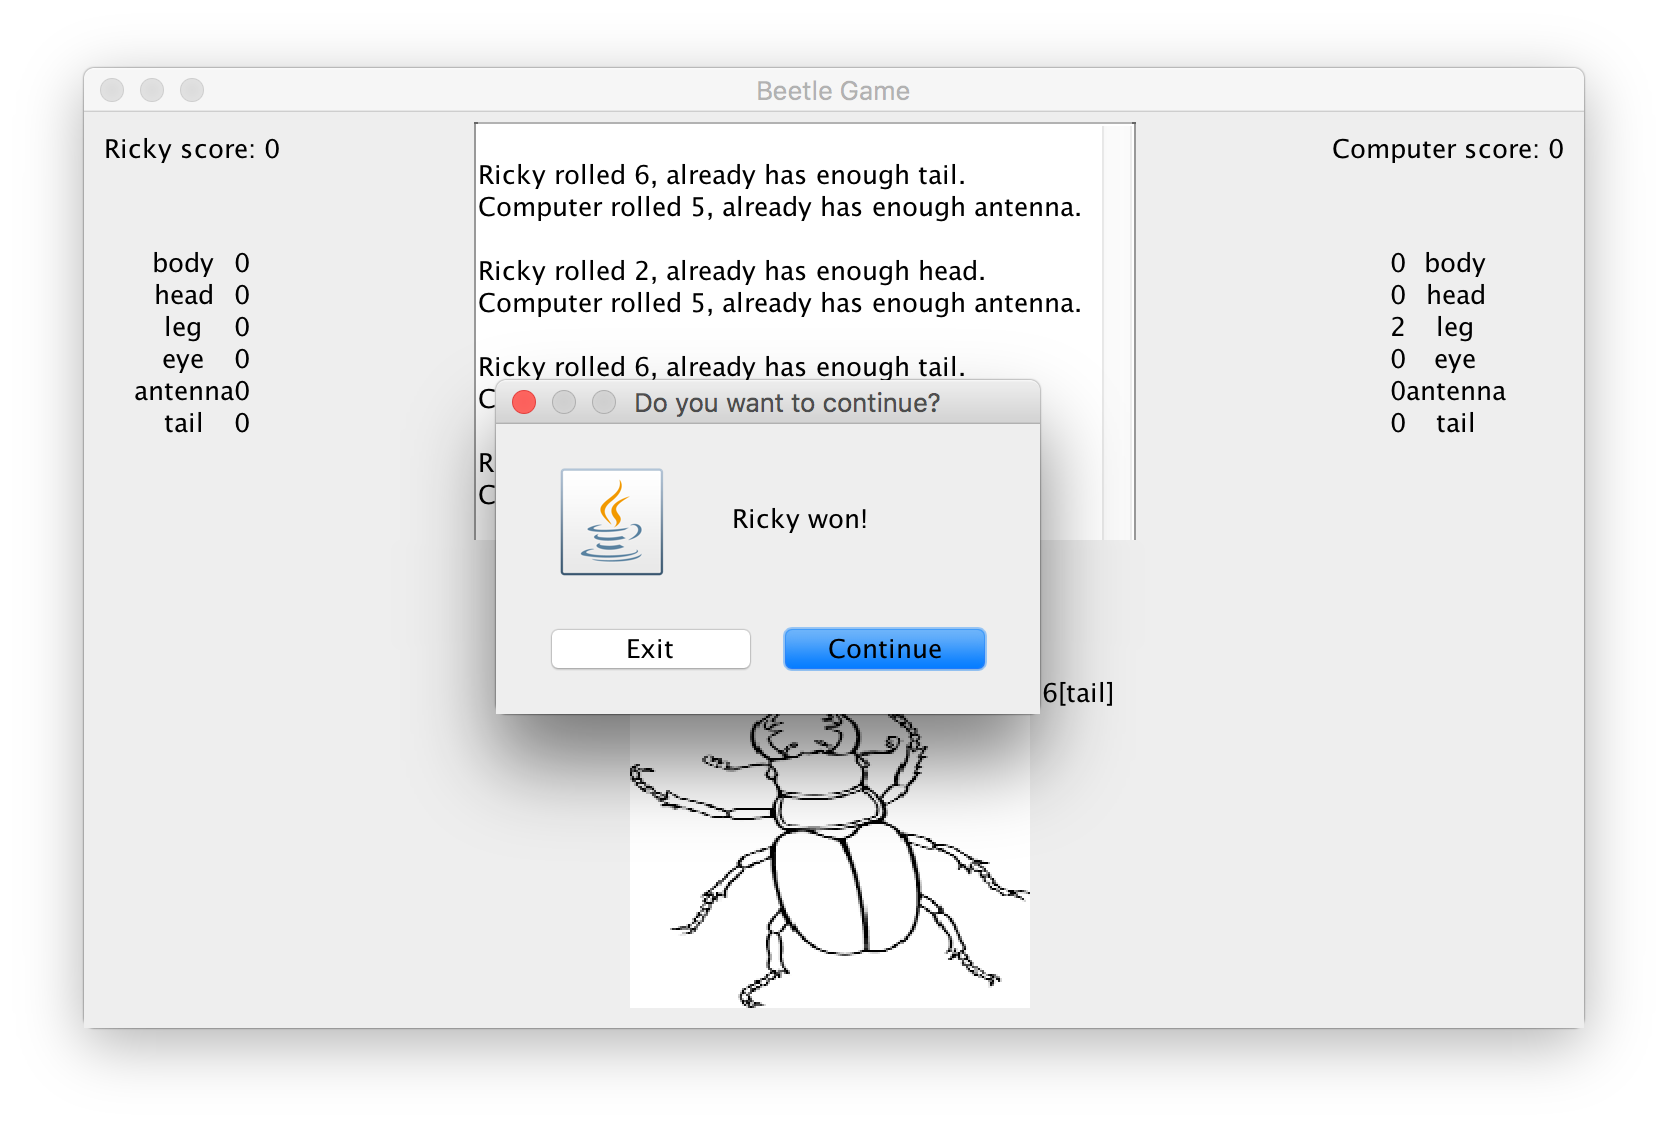 Beetle Game
Ricky score: 0
Computer score: 0
Ricky rolled 6, already has enough tail.
Computer rolled 5, already has enough antenna.
Ricky rolled 2, already has enough head.
Computer rolled 5, already has enough antenna.
Ricky rolled 6, already has enough tail.
C
R
C
body 0
head 0
leg 0
eye 0
antenna0
tail 0
0 body
0 head
2 leg
0 eye
0antenna
0 tail
Do you want to continue?
Ricky won!
Exit
Continue
6[tail]